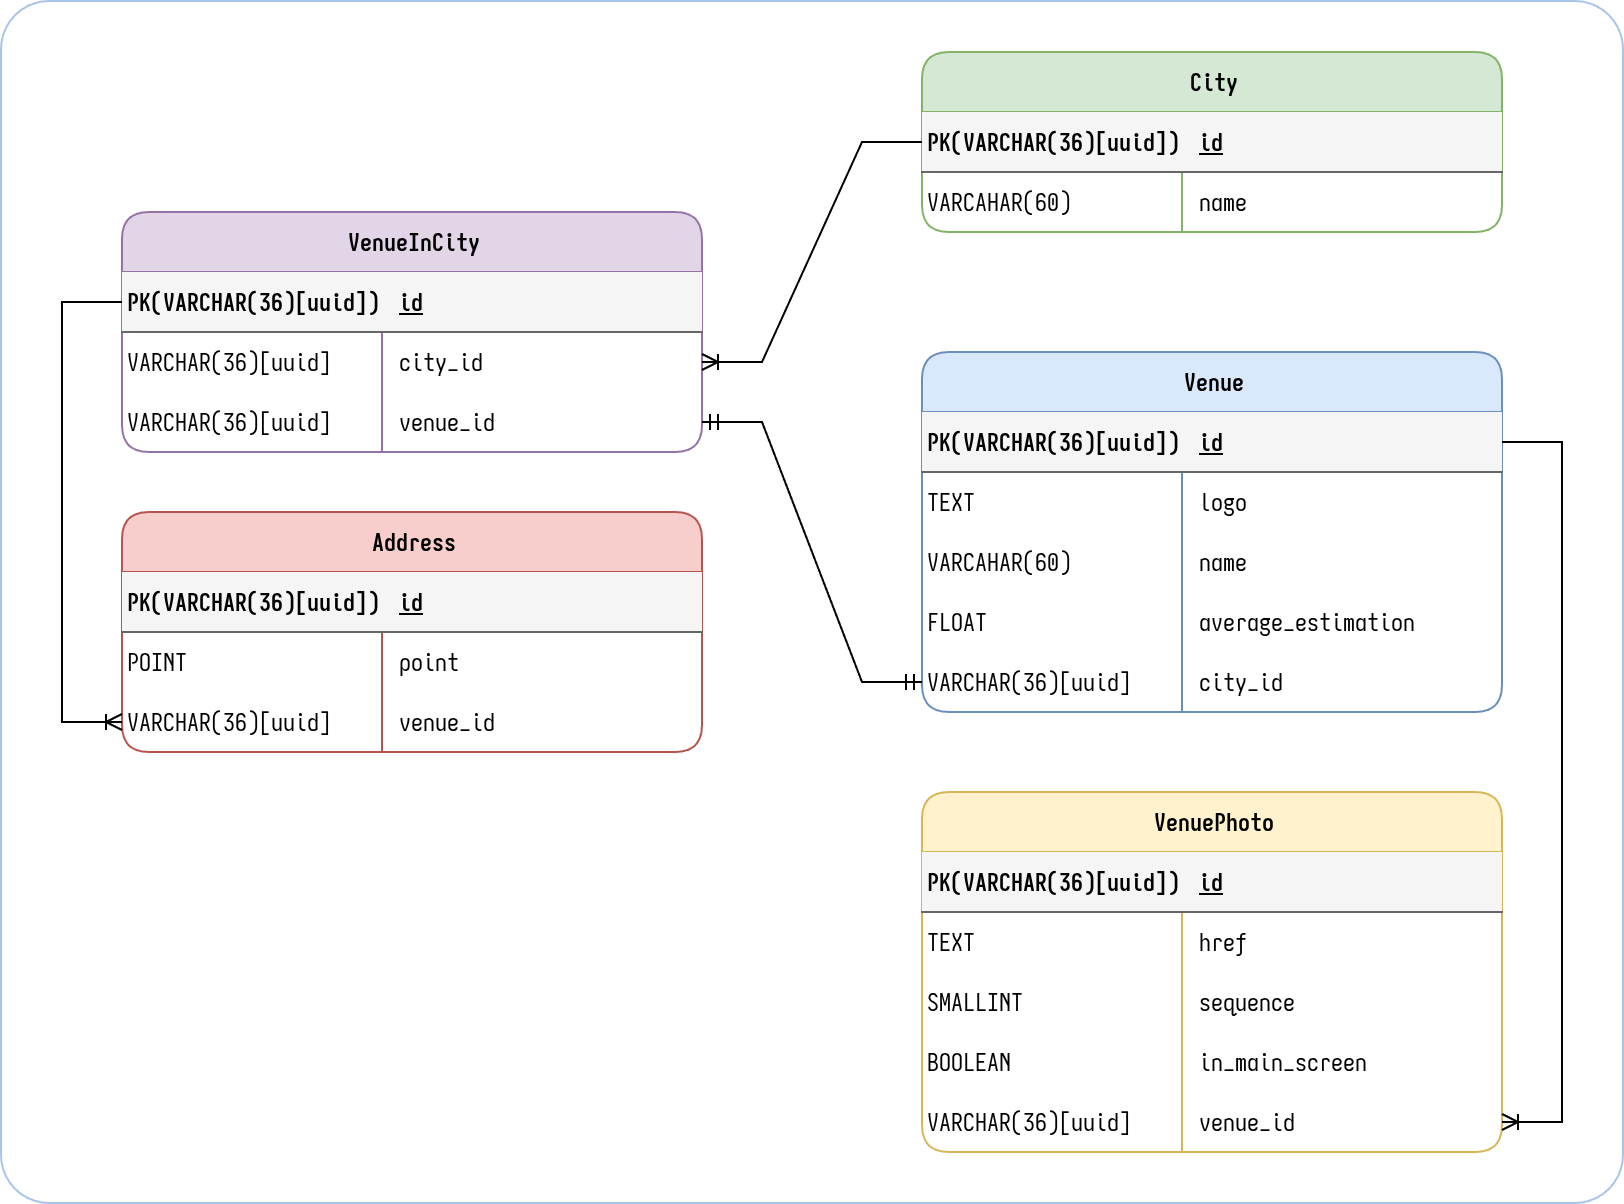 City
PK(VARCHAR(36)[uuid]) id
VARCAHAR(60) name
VenueInCity
PK(VARCHAR(36)[uuid]) id
VARCHAR(36)[uuid] city_id
VARCHAR(36)[uuid] venue_id
Venue
PK(VARCHAR(36)[uuid]) id
TEXT logo
VARCAHAR(60) name
FLOAT average_estimation
VARCHAR(36)[uuid] city_id
Address
PK(VARCHAR(36)[uuid]) id
POINT point
VARCHAR(36)[uuid] venue_id
VenuePhoto
PK(VARCHAR(36)[uuid]) id
TEXT href
SMALLINT sequence
BOOLEAN in_main_screen
VARCHAR(36)[uuid] venue_id